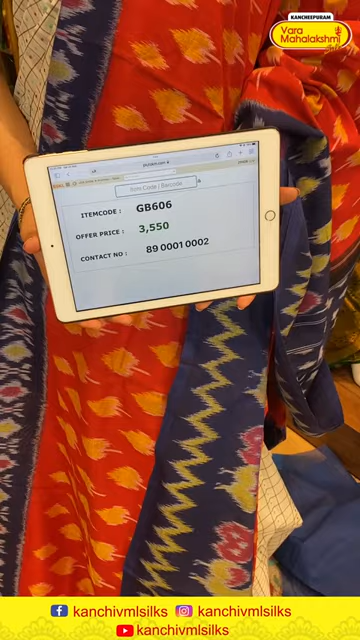 KANCHEEPURAM
Vara
Mahalakshmi
Silks
Item Code | Barcode
ITEMCODE : GB606
OFFER PRICE : 3,550
CONTACT NO : 89 0001 0002
kanchivmlsilks kanchivmlsilks
kanchivmlsilks